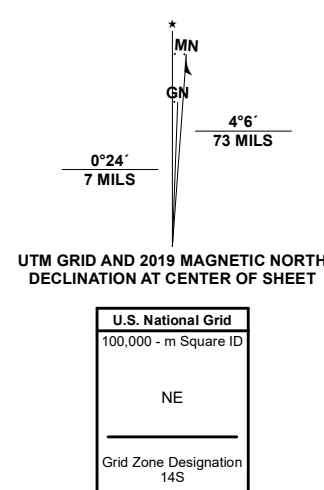 ★
MN
GN
4°6´
73 MILS
0°24´
7 MILS
UTM GRID AND 2019 MAGNETIC NORTH
DECLINATION AT CENTER OF SHEET
U.S. National Grid
100,000 - m Square ID
NE
Grid Zone Designation
14S